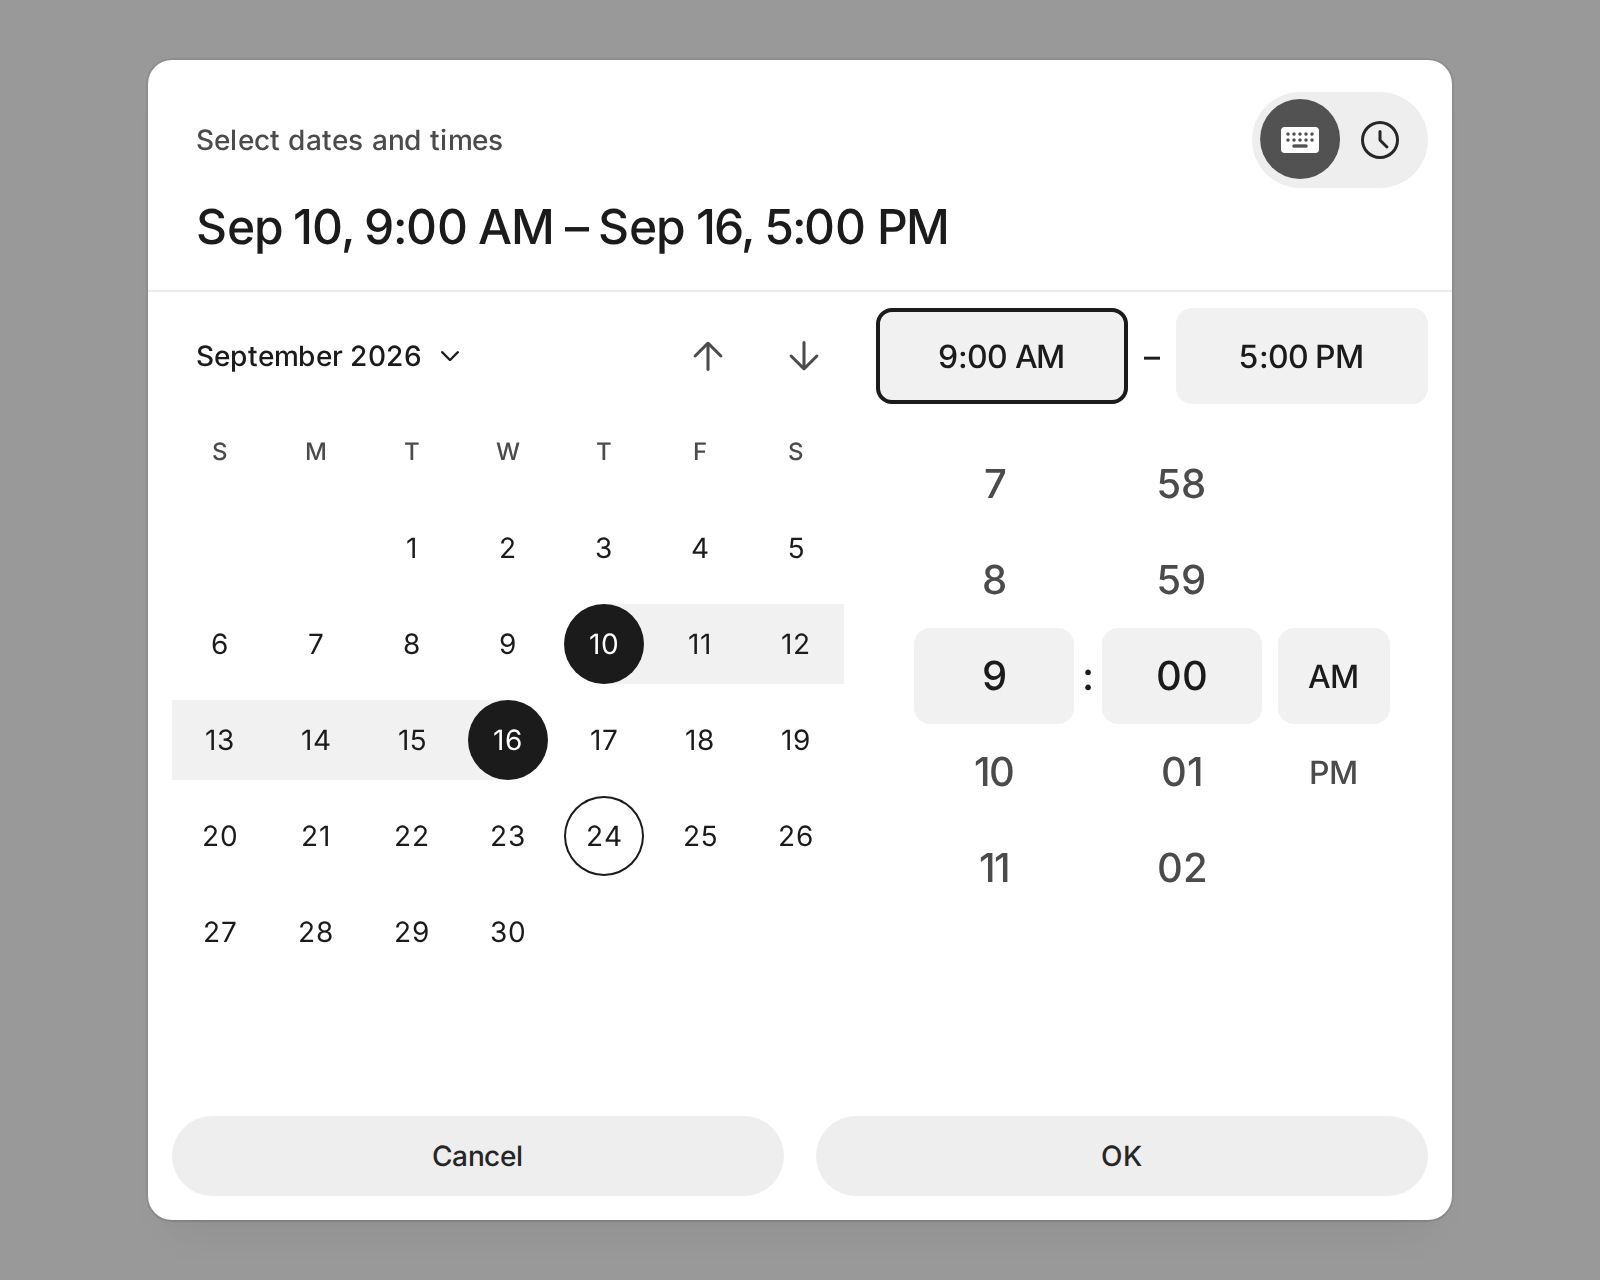 Select dates and times
Sep 10, 9:00 AM – Sep 16, 5:00 PM
September 2026
S M T W T F S
1 2 3 4 5
6 7 8 9 10 11 12
13 14 15 16 17 18 19
20 21 22 23 24 25 26
27 28 29 30
9:00 AM – 5:00 PM
7 58
8 59
9 : 00 AM
10 01 PM
11 02
Cancel
OK